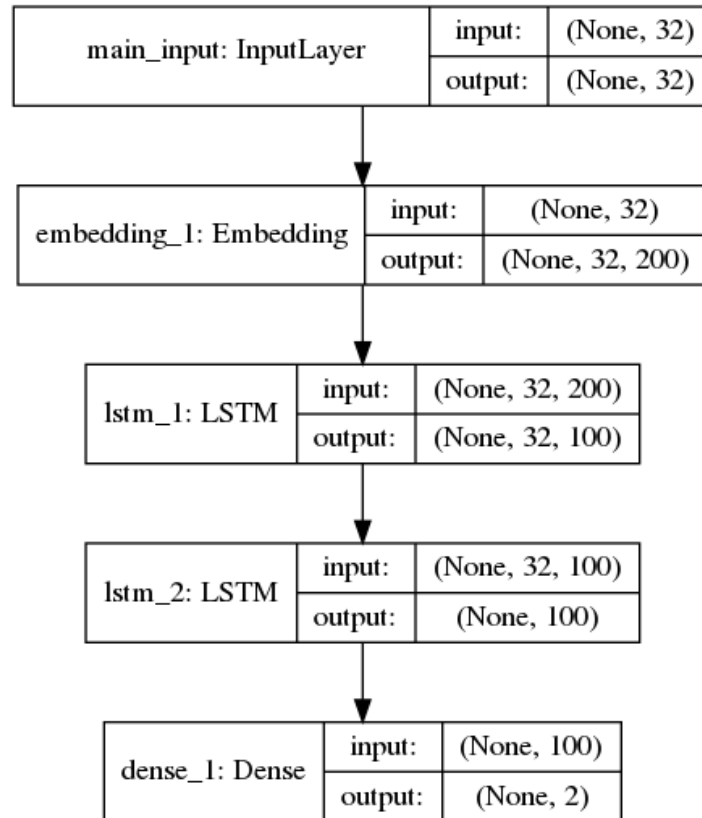 main_input: InputLayer
input: (None, 32)
output: (None, 32)
embedding_1: Embedding
input: (None, 32)
output: (None, 32, 200)
lstm_1: LSTM
input: (None, 32, 200)
output: (None, 32, 100)
lstm_2: LSTM
input: (None, 32, 100)
output: (None, 100)
dense_1: Dense
input: (None, 100)
output: (None, 2)